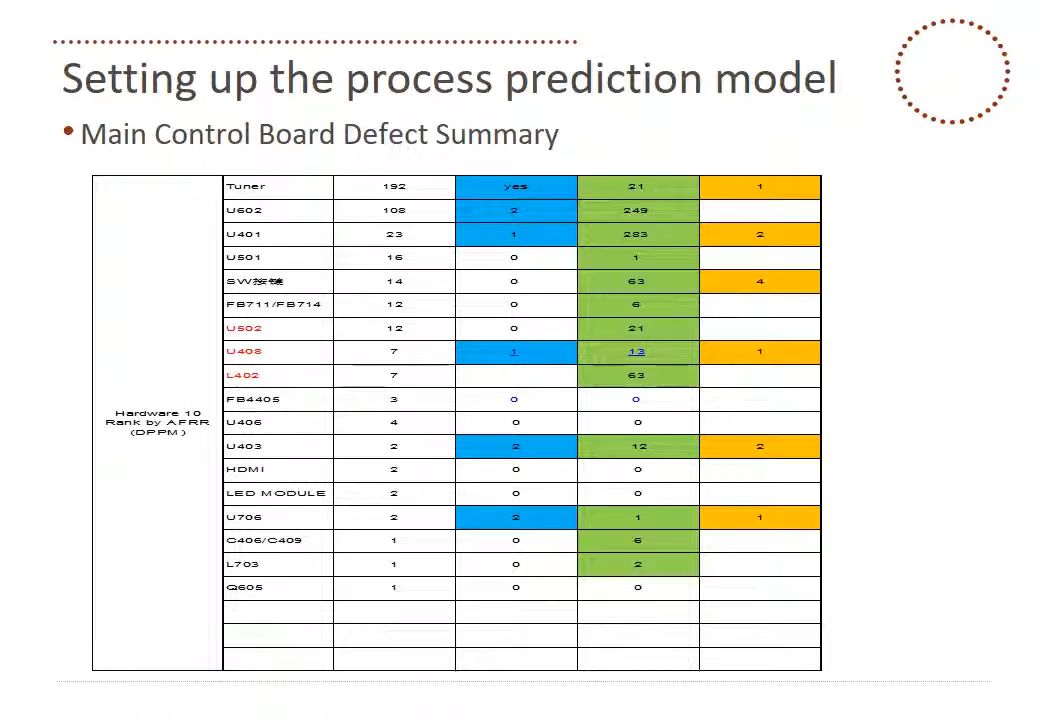 Setting up the process prediction model
• Main Control Board Defect Summary
Hardware 10
Rank by AFRR
(DPPM)
Tuner 192 yes 21 1
U602 108 2 249
U401 23 1 283 2
U501 16 0 1
SW按键 14 0 63 4
FB711/FB714 12 0 6
U502 12 0 21
U408 7 1 13 1
L402 7 63
FB4405 3 0 0
U406 4 0 0
U403 2 2 12 2
HDMI 2 0 0
LED MODULE 2 0 0
U706 2 2 1 1
C406/C409 1 0 6
L703 1 0 2
Q605 1 0 0